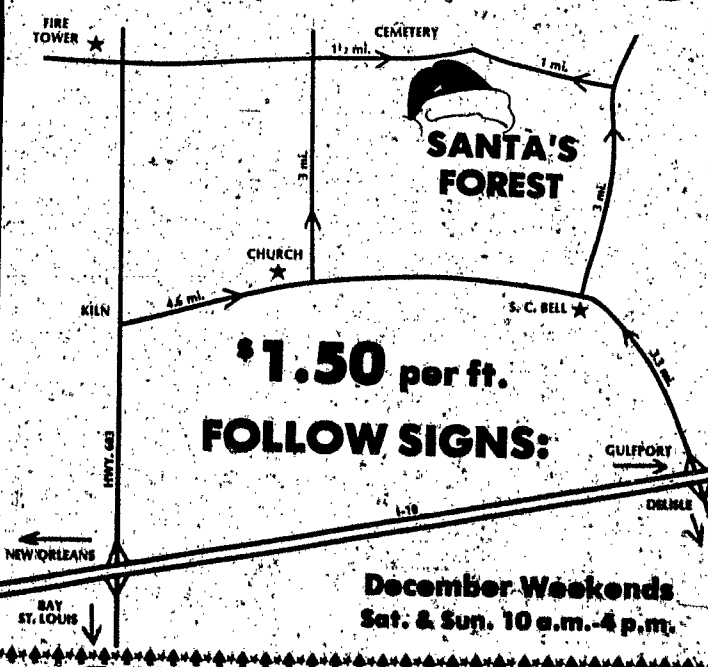 FIRE
TOWER
CEMETERY
1½ mi.
1 mi.
SANTA'S
FOREST
3 mi.
3 mi.
CHURCH
4.6 mi.
KILN
S. C. BELL
$1.50 per ft.
3.3 mi.
FOLLOW SIGNS:
HWY. 603
GULFPORT
I-10
DELISLE
NEW ORLEANS
BAY
ST. LOUIS
December Weekends
Sat. & Sun. 10 a.m.-4 p.m.